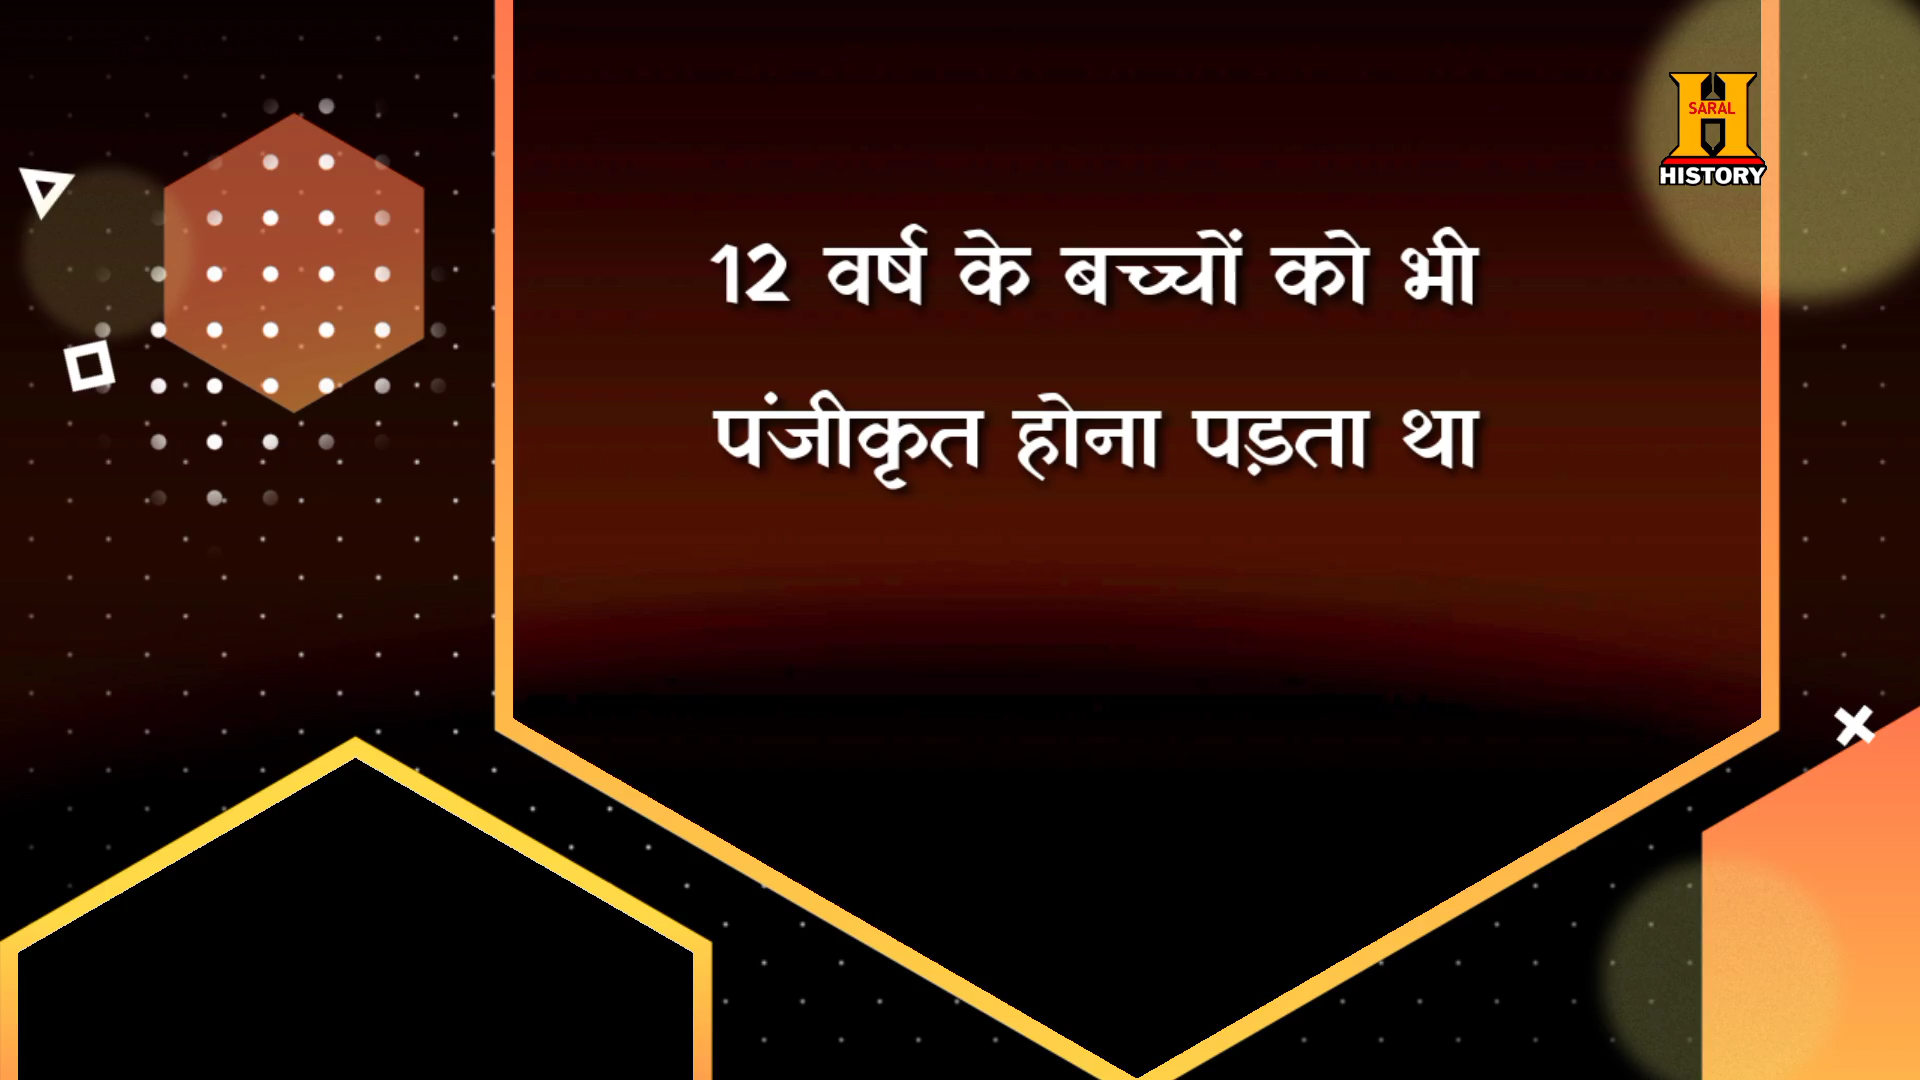 SARAL
HISTORY
12 वर्ष के बच्चों को भी
पंजीकृत होना पड़ता था